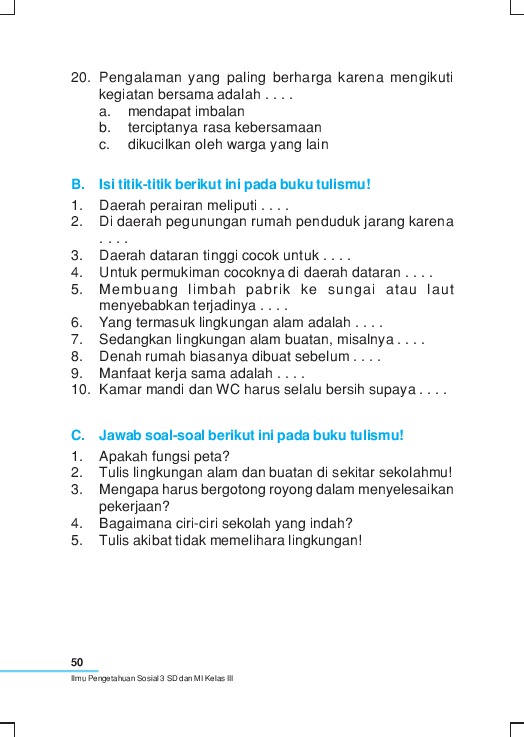 20. Pengalaman yang paling berharga karena mengikuti
kegiatan bersama adalah . . . .
a. mendapat imbalan
b. terciptanya rasa kebersamaan
c. dikucilkan oleh warga yang lain
B. Isi titik-titik berikut ini pada buku tulismu!
1. Daerah perairan meliputi . . . .
2. Di daerah pegunungan rumah penduduk jarang karena
. . . .
3. Daerah dataran tinggi cocok untuk . . . .
4. Untuk permukiman cocoknya di daerah dataran . . . .
5. Membuang limbah pabrik ke sungai atau laut
menyebabkan terjadinya . . . .
6. Yang termasuk lingkungan alam adalah . . . .
7. Sedangkan lingkungan alam buatan, misalnya . . . .
8. Denah rumah biasanya dibuat sebelum . . . .
9. Manfaat kerja sama adalah . . . .
10. Kamar mandi dan WC harus selalu bersih supaya . . . .
C. Jawab soal-soal berikut ini pada buku tulismu!
1. Apakah fungsi peta?
2. Tulis lingkungan alam dan buatan di sekitar sekolahmu!
3. Mengapa harus bergotong royong dalam menyelesaikan
pekerjaan?
4. Bagaimana ciri-ciri sekolah yang indah?
5. Tulis akibat tidak memelihara lingkungan!
50
Ilmu Pengetahuan Sosial 3 SD dan MI Kelas III